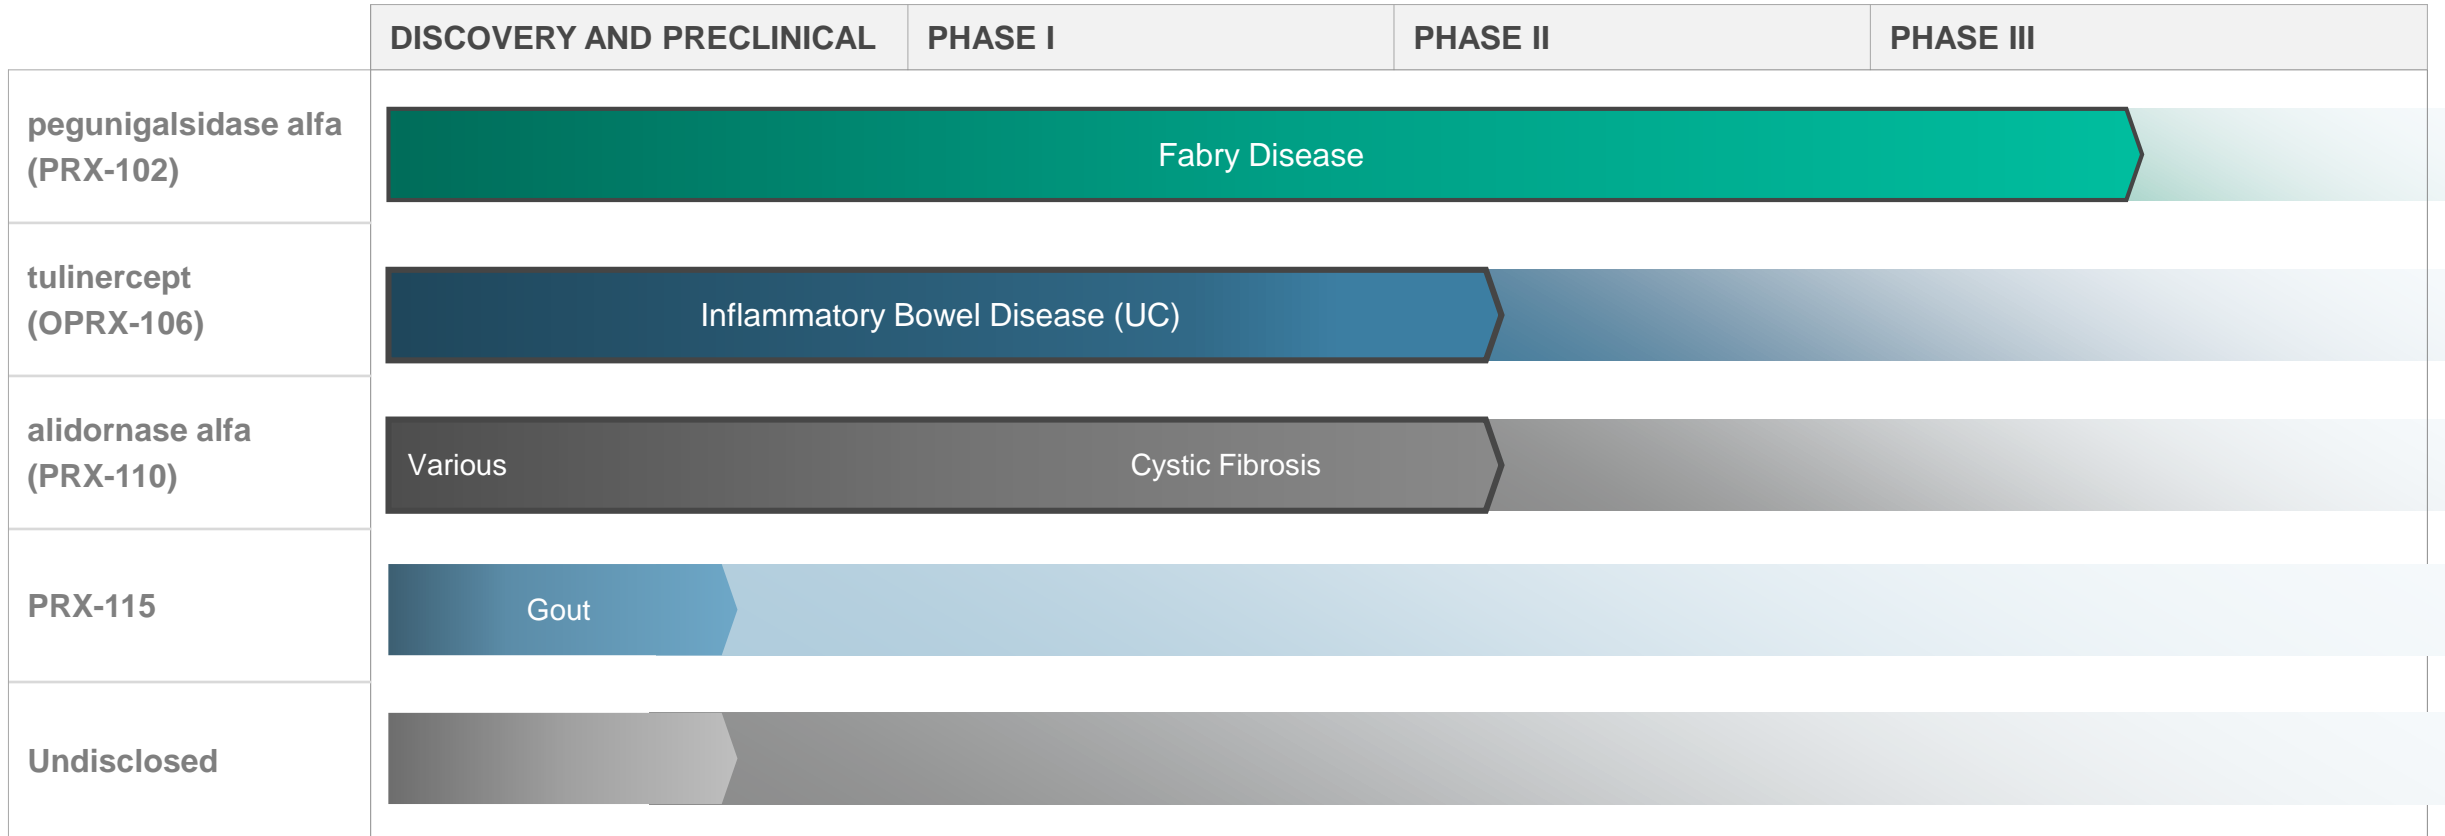 DISCOVERY AND PRECLINICAL PHASE I PHASE II PHASE III
pegunigalsidase alfa
(PRX-102)
Fabry Disease
tulinercept
(OPRX-106)
Inflammatory Bowel Disease (UC)
alidornase alfa
(PRX-110)
Various Cystic Fibrosis
PRX-115
Gout
Undisclosed